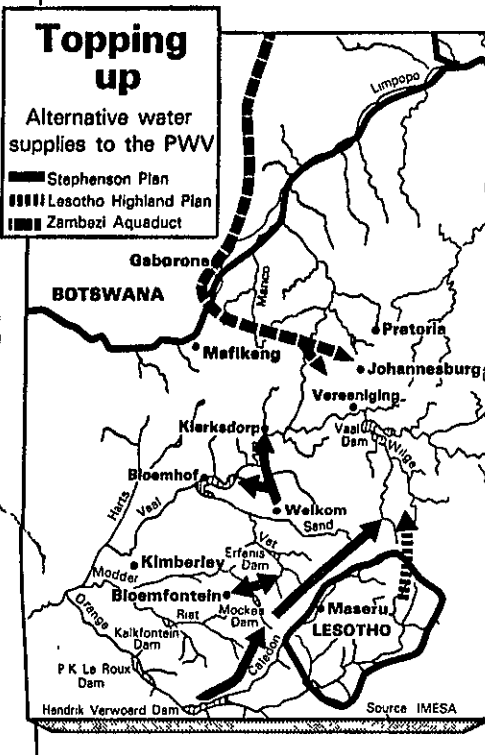 Topping
up
Alternative water
supplies to the PWV
Stephenson Plan
Lesotho Highland Plan
Zambezi Aquaduct
Limpopo
Gaborone
BOTSWANA
Marico
Pretoria
Mafikeng
Johannesburg
Vereeniging
Klerksdorp
Vaal
Dam
Wilge
Bloemhof
Harts
Vaal
Welkom
Sand
Vet
Erfenis
Dam
Kimberley
Modder
Bloemfontein
Mockes
Dam
Maseru
LESOTHO
Orange
Riet
Kalkfontein
Dam
Caledon
P K Le Roux
Dam
Hendrik Verwoerd Dam
Source IMESA